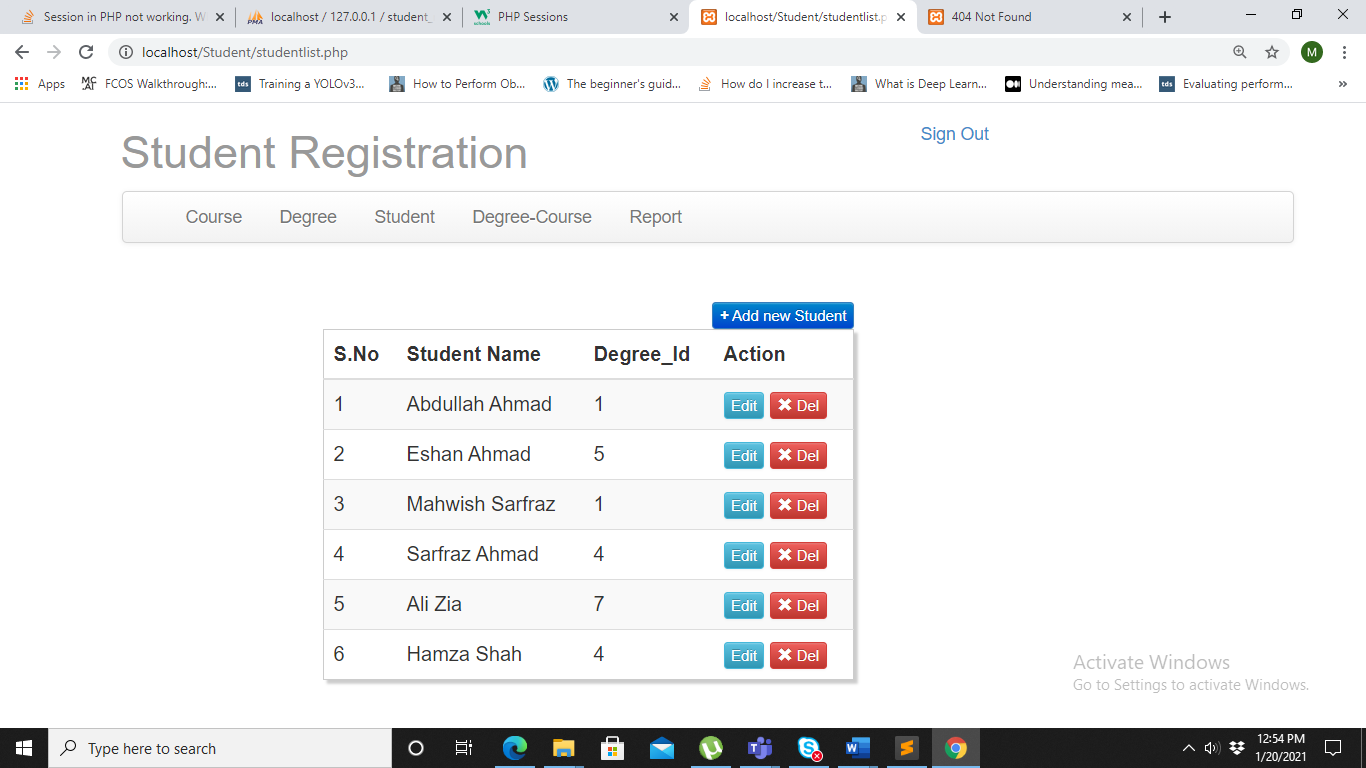 Session in PHP not working. W
localhost / 127.0.0.1 / student_
PHP Sessions
localhost/Student/studentlist.p
404 Not Found
localhost/Student/studentlist.php
M
Apps
FCOS Walkthrough:...
Training a YOLOv3...
How to Perform Ob...
The beginner's guid...
How do I increase t...
What is Deep Learn...
Understanding mea...
Evaluating perform...
»
Sign Out
Student Registration
Course Degree Student Degree-Course Report
+ Add new Student
S.No Student Name Degree_Id Action
1 Abdullah Ahmad 1 Edit ✖ Del
2 Eshan Ahmad 5 Edit ✖ Del
3 Mahwish Sarfraz 1 Edit ✖ Del
4 Sarfraz Ahmad 4 Edit ✖ Del
5 Ali Zia 7 Edit ✖ Del
6 Hamza Shah 4 Edit ✖ Del
Activate Windows
Go to Settings to activate Windows.
Type here to search
12:54 PM
1/20/2021